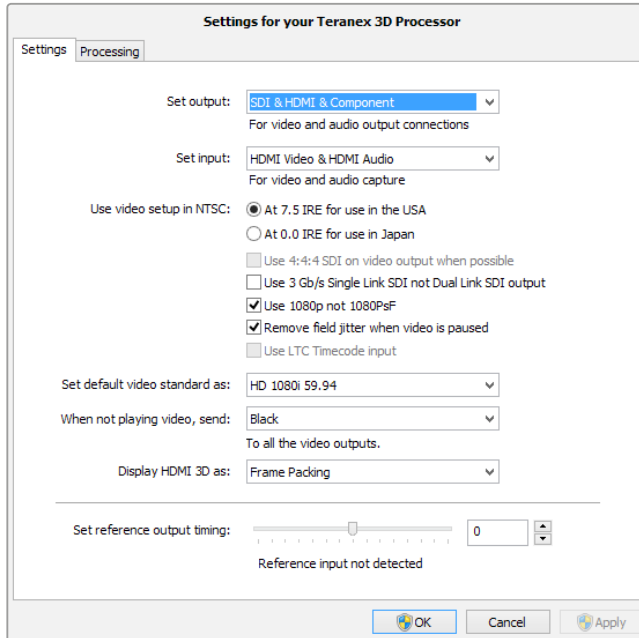 Settings for your Teranex 3D Processor
Settings Processing
Set output: SDI & HDMI & Component
For video and audio output connections
Set input: HDMI Video & HDMI Audio
For video and audio capture
Use video setup in NTSC: At 7.5 IRE for use in the USA
At 0.0 IRE for use in Japan
Use 4:4:4 SDI on video output when possible
Use 3 Gb/s Single Link SDI not Dual Link SDI output
Use 1080p not 1080PsF
Remove field jitter when video is paused
Use LTC Timecode input
Set default video standard as: HD 1080i 59.94
When not playing video, send: Black
To all the video outputs.
Display HDMI 3D as: Frame Packing
Set reference output timing: 0
Reference input not detected
OK Cancel Apply